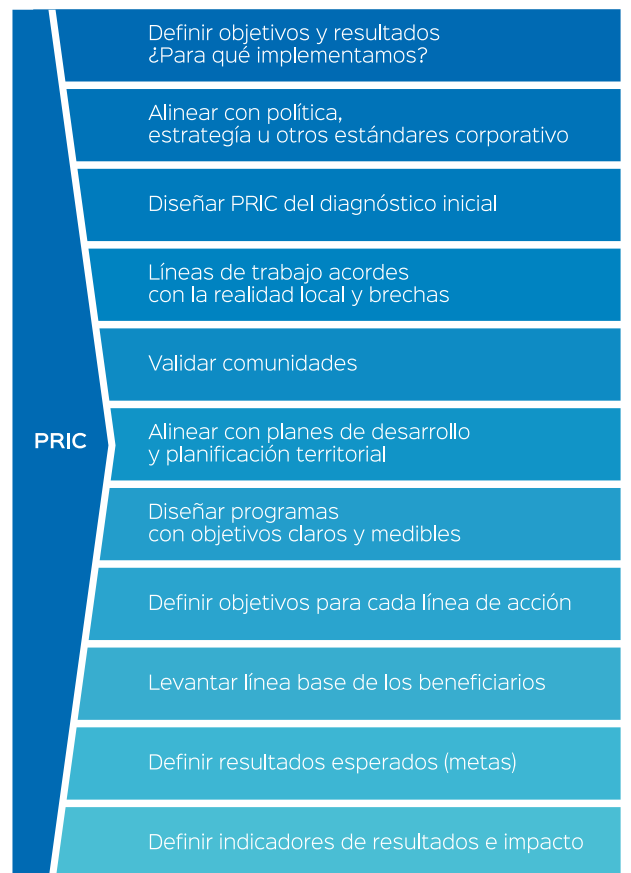 Definir objetivos y resultados
¿Para qué implementamos?
Alinear con política,
estrategía u otros estándares corporativo
Diseñar PRIC del diagnóstico inicial
Líneas de trabajo acordes
con la realidad local y brechas
Validar comunidades
PRIC
Alinear con planes de desarrollo
y planificación territorial
Diseñar programas
con objetivos claros y medibles
Definir objetivos para cada línea de acción
Levantar línea base de los beneficiarios
Definir resultados esperados (metas)
Definir indicadores de resultados e impacto